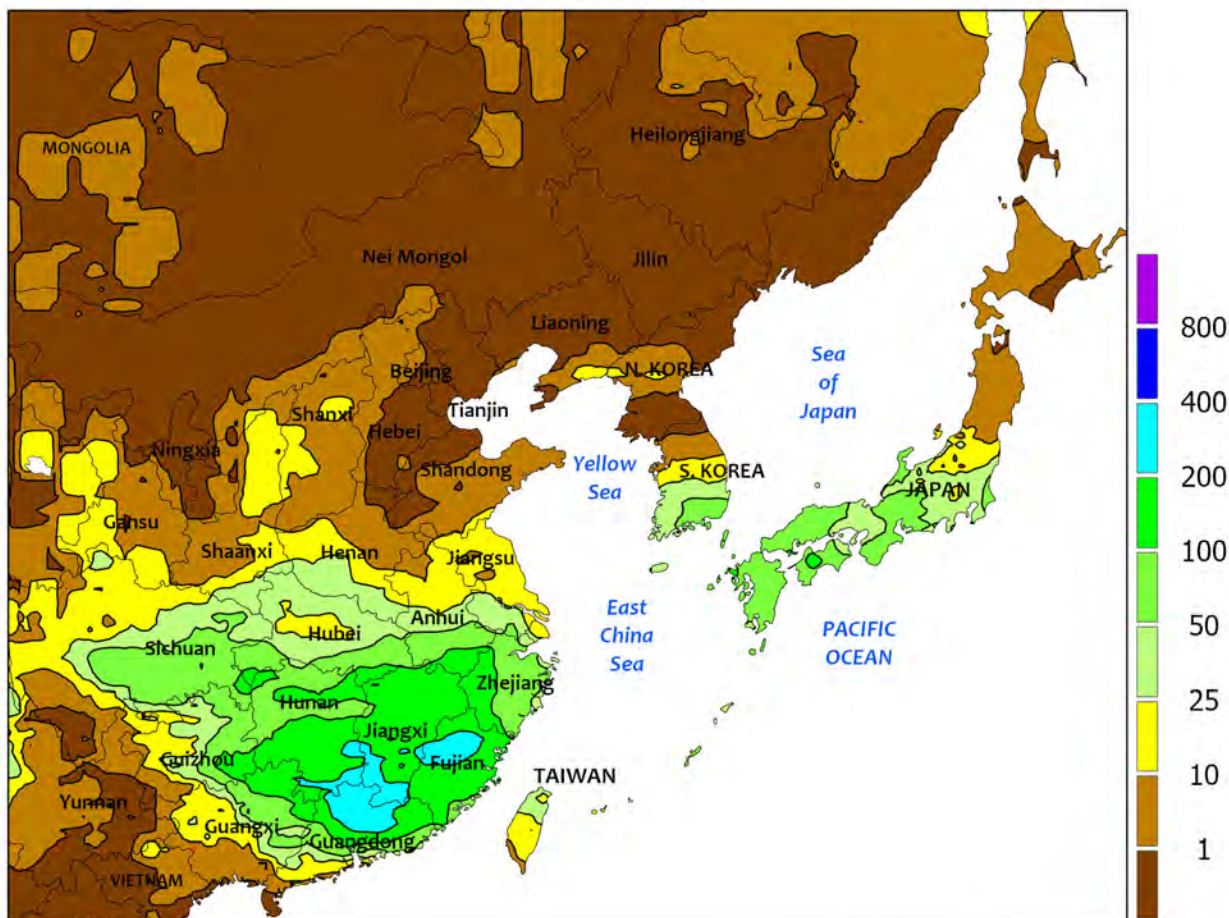 Heilongjiang
MONGOLIA
Nei Mongol
Jilin
Liaoning
Beijing
N. KOREA
Sea
of
Japan
Tianjin
Shanxi
Hebei
Ningxia
Shandong
Yellow
Sea
S. KOREA
JAPAN
Gansu
Shaanxi
Henan
Jiangsu
Anhui
Hubei
Sichuan
East
China
Sea
PACIFIC
OCEAN
Zhejiang
Hunan
Jiangxi
Guizhou
Fujian
TAIWAN
Yunnan
Guangxi
Guangdong
VIETNAM
800
400
200
100
50
25
10
1